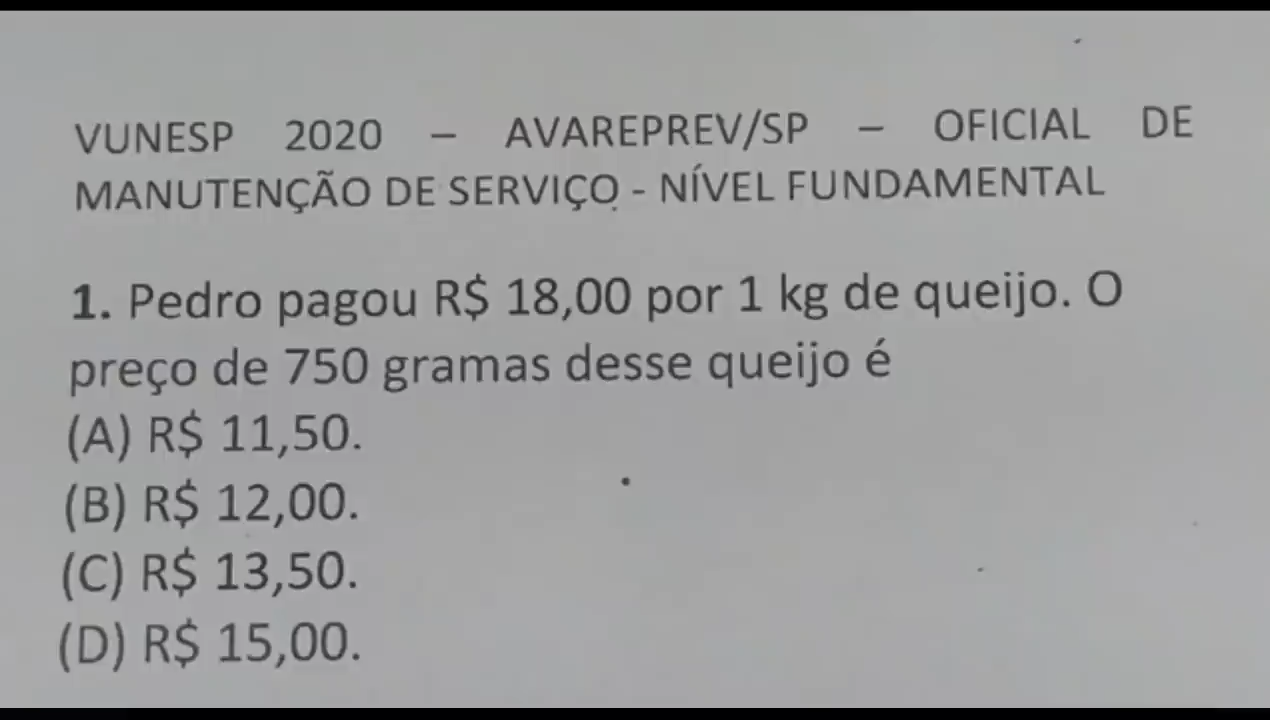 VUNESP 2020 – AVAREPREV/SP – OFICIAL DE
MANUTENÇÃO DE SERVIÇO - NÍVEL FUNDAMENTAL
1. Pedro pagou R$ 18,00 por 1 kg de queijo. O
preço de 750 gramas desse queijo é
(A) R$ 11,50.
(B) R$ 12,00.
(C) R$ 13,50.
(D) R$ 15,00.